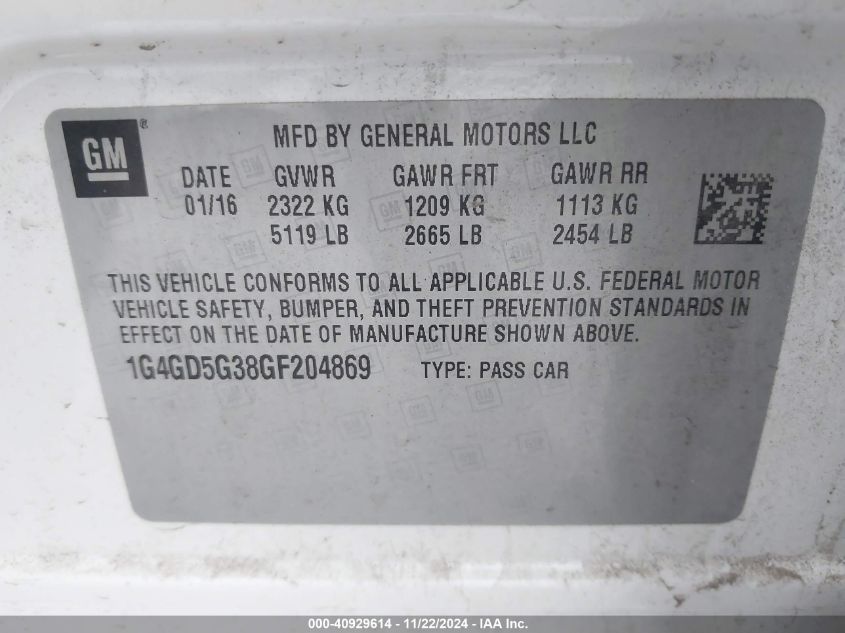 GM ®
MFD BY GENERAL MOTORS LLC
DATE GVWR GAWR FRT GAWR RR
01/16 2322 KG 1209 KG 1113 KG
5119 LB 2665 LB 2454 LB
THIS VEHICLE CONFORMS TO ALL APPLICABLE U.S. FEDERAL MOTOR
VEHICLE SAFETY, BUMPER, AND THEFT PREVENTION STANDARDS IN
EFFECT ON THE DATE OF MANUFACTURE SHOWN ABOVE.
1G4GD5G38GF204869 TYPE: PASS CAR
000-40929614 - 11/22/2024 - IAA Inc.